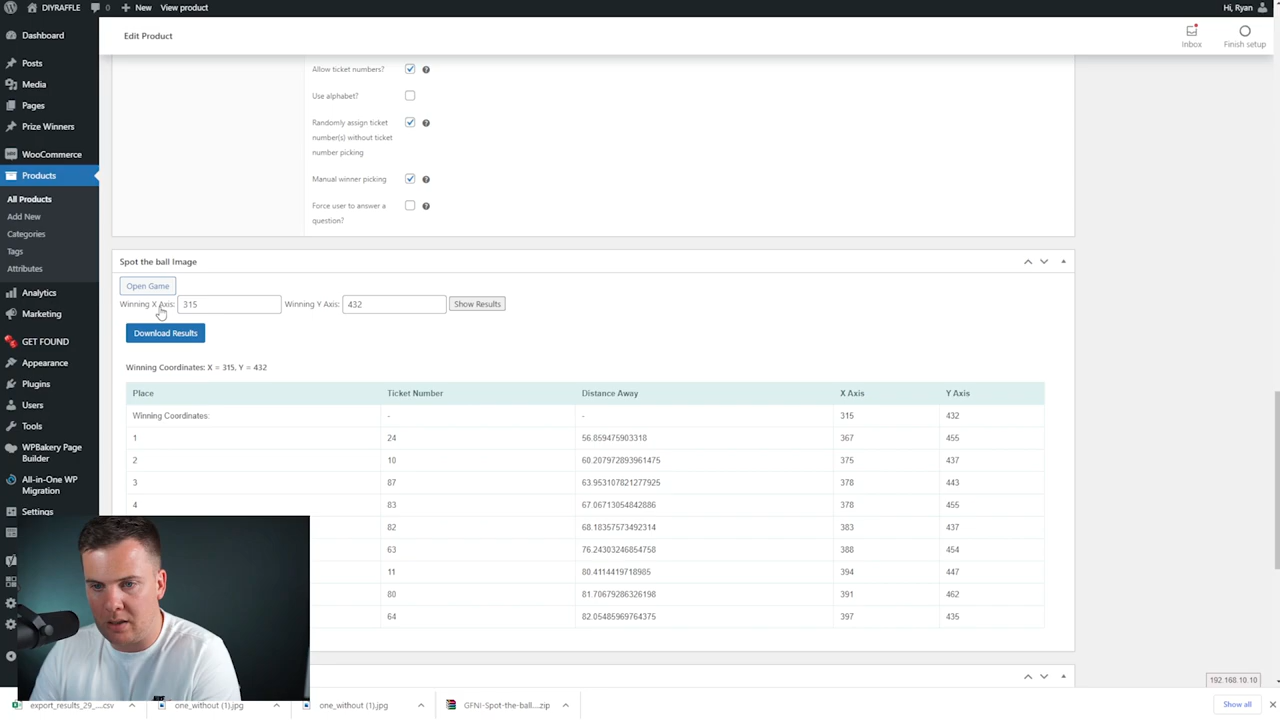 DIYRAFFLE 0 New View product Hi, Ryan
Dashboard
Posts
Media
Pages
Prize Winners
WooCommerce
Products
All Products
Add New
Categories
Tags
Attributes
Analytics
Marketing
GET FOUND
Appearance
Plugins
Users
Tools
WPBakery Page
Builder
All-in-One WP
Migration
Settings
Edit Product
Inbox
Finish setup
Allow ticket numbers?
Use alphabet?
Randomly assign ticket
number(s) without ticket
number picking
Manual winner picking
Force user to answer a
question?
Spot the ball Image
Open Game
Winning X Axis: 315 Winning Y Axis: 432 Show Results
Download Results
Winning Coordinates: X = 315, Y = 432
Place Ticket Number Distance Away X Axis Y Axis
Winning Coordinates: - - 315 432
1 24 56.859475903318 367 455
2 10 60.207972893961475 375 437
3 87 63.953107821277925 378 443
4 83 67.06713054842886 378 455
82 68.18357573492314 383 437
63 76.24303246854758 388 454
11 80.4114419718985 394 447
80 81.70679286326198 391 462
64 82.05485969764375 397 435
192.168.10.10
export_results_29_....csv
one_without (1).jpg
one_without (1).jpg
GFNI-Spot-the-ball....zip
Show all